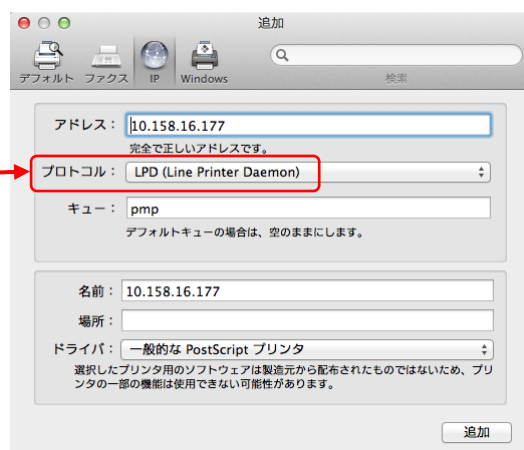 追加
デフォルト ファクス IP Windows 検索
アドレス： 10.158.16.177
完全で正しいアドレスです。
プロトコル： LPD (Line Printer Daemon)
キュー： pmp
デフォルトキューの場合は、空のままにします。
名前： 10.158.16.177
場所：
ドライバ： 一般的な PostScript プリンタ
選択したプリンタ用のソフトウェアは製造元から配布されたものではないため、プリ
ンタの一部の機能は使用できない可能性があります。
追加